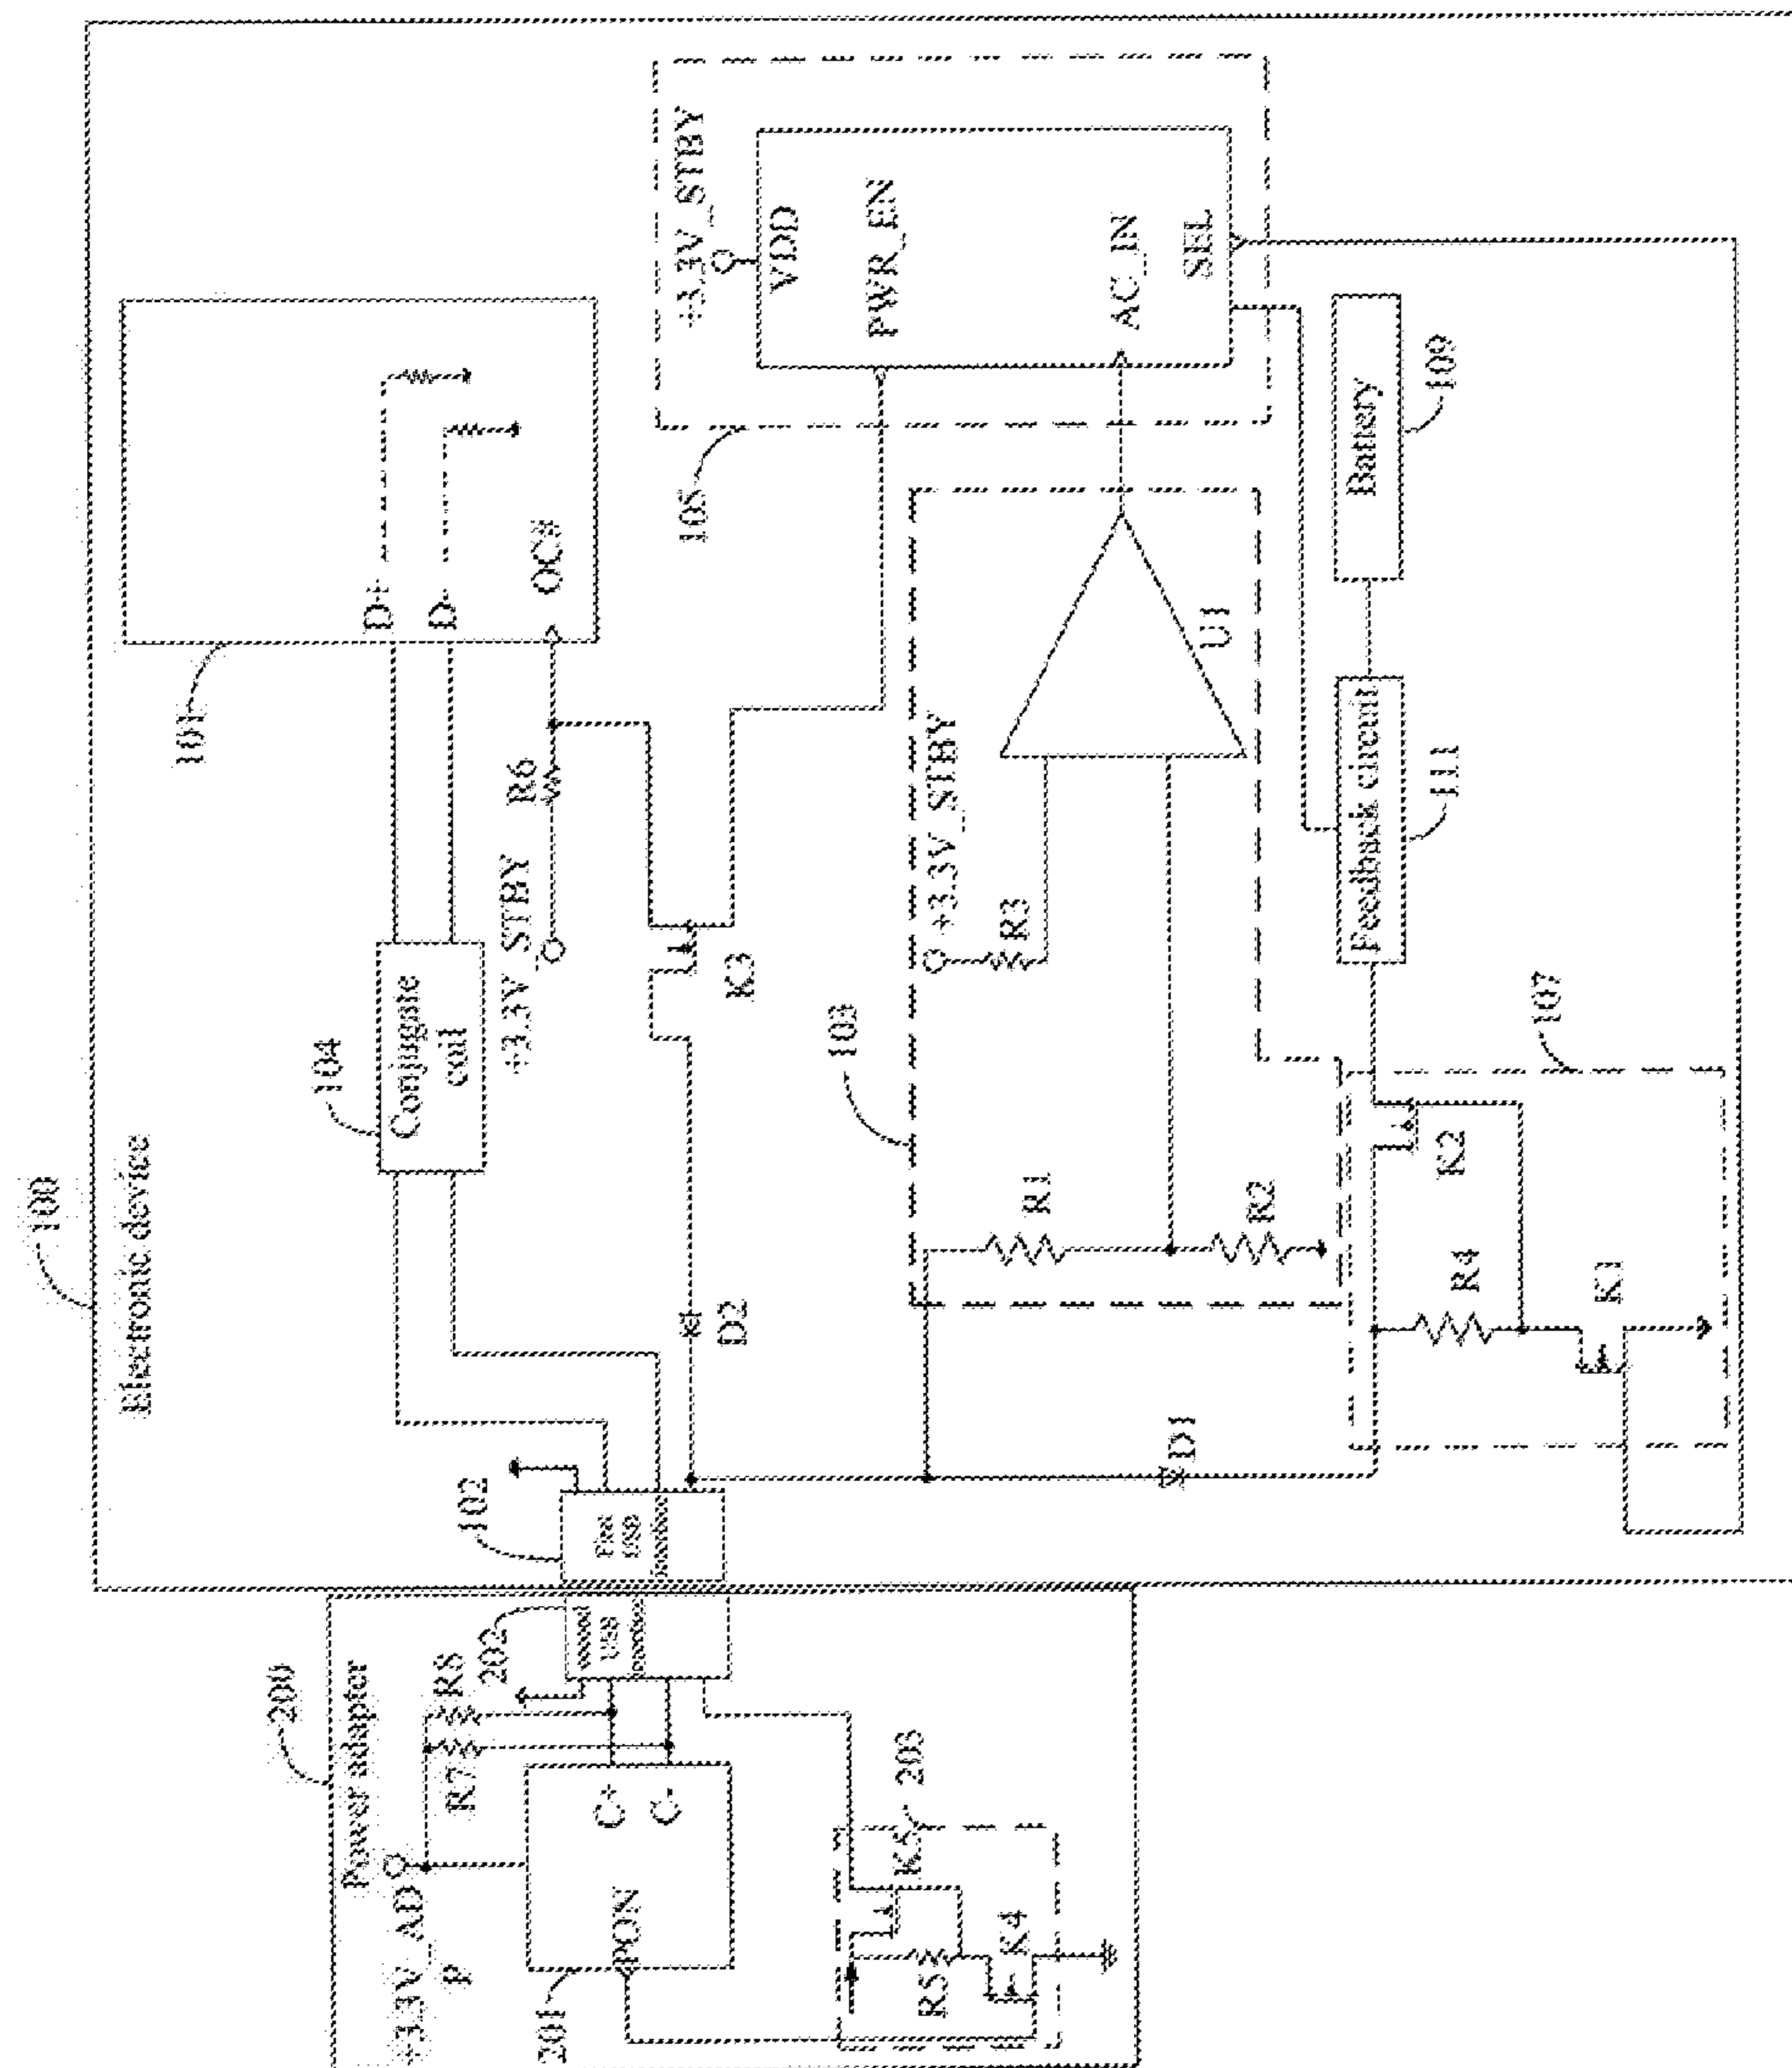 100
Electronic device
101
D+
D-
OC#
104
Conjugate
coil
+3.3V_STBY
R6
K3
D2
102
USB
105
+3.3V_STBY
VDD
PWR_EN
AC_IN
SEL
103
+3.3V_STBY
R3
U1
R1
R2
D1
Battery
109
Feedback circuit
111
107
K2
R4
K1
200
Power adapter
+3.3V_AD
P
R7
R8
202
USB
201
C+
C-
PON
203
K5
R5
K4